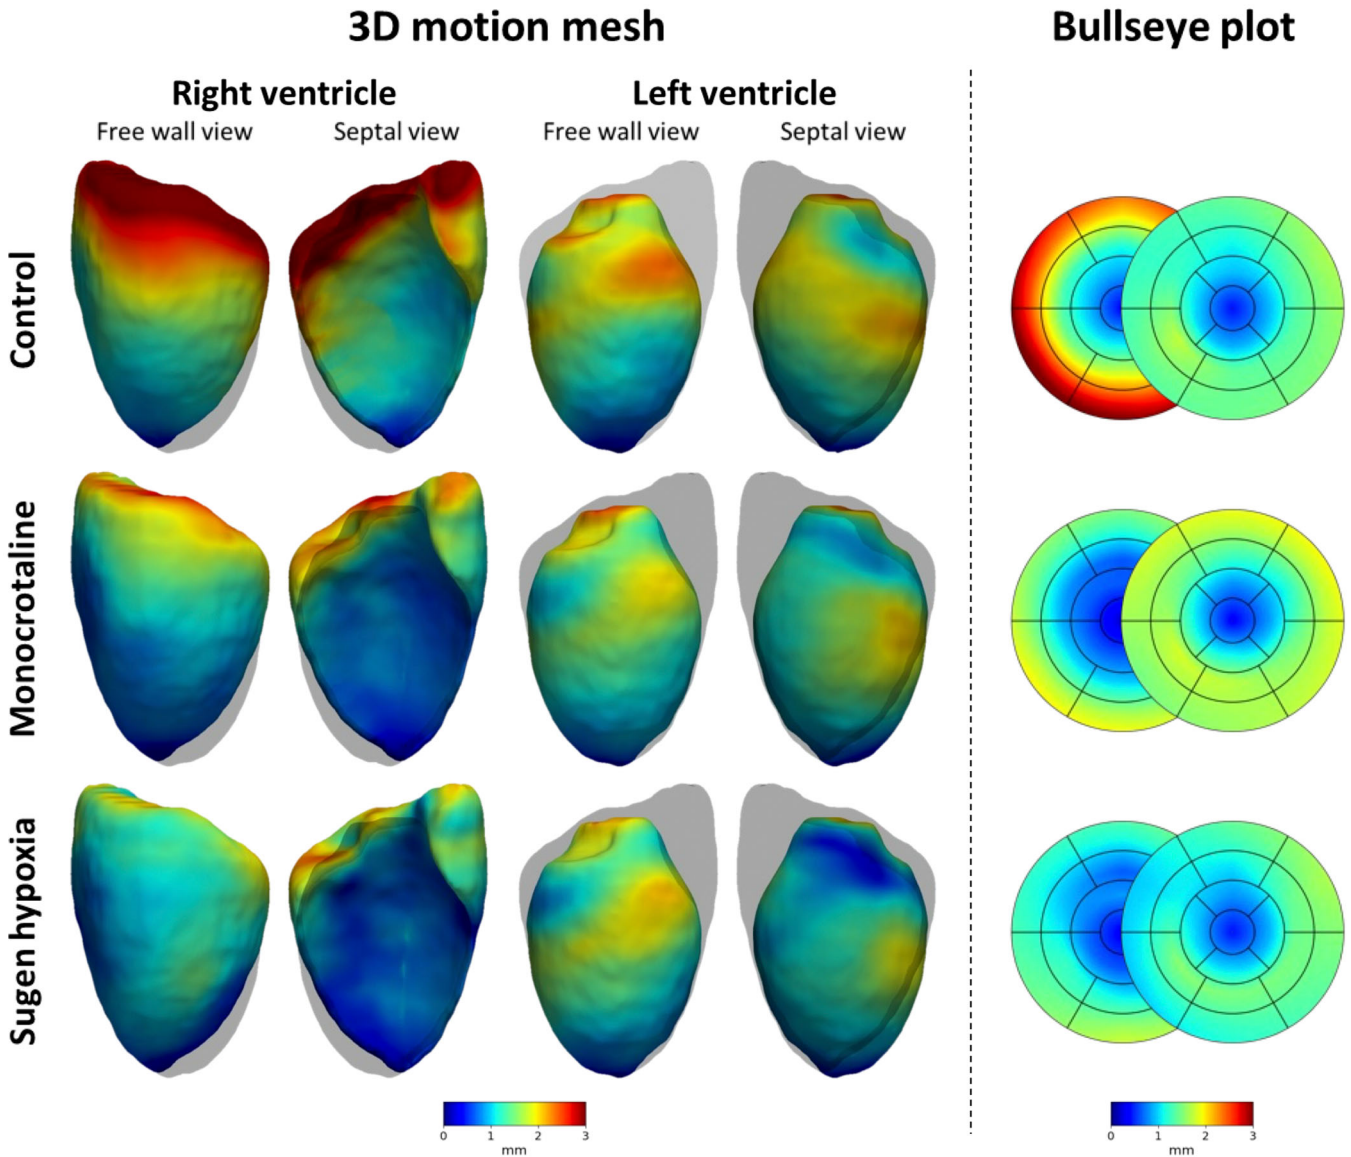 3D motion mesh
Bullseye plot
Right ventricle
Left ventricle
Free wall view
Septal view
Free wall view
Septal view
Control
Monocrotaline
Sugen hypoxia
0 1 2 3
mm
0 1 2 3
mm